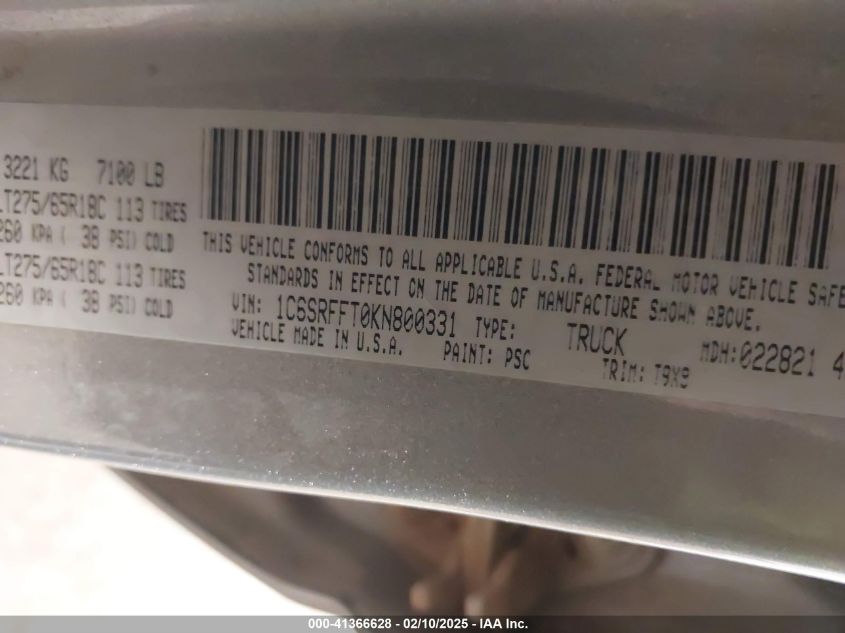 3221 KG 7100 LB
LT275/65R18C 113 TIRES
260 KPA ( 38 PSI) COLD
LT275/65R18C 113 TIRES
260 KPA ( 38 PSI) COLD
THIS VEHICLE CONFORMS TO ALL APPLICABLE U.S.A. FEDERAL MOTOR VEHICLE SAFE
STANDARDS IN EFFECT ON THE DATE OF MANUFACTURE SHOWN ABOVE.
VIN: 1C6SRFFT0KN800331 TYPE: TRUCK MDH:022821 4
VEHICLE MADE IN U.S.A. PAINT: PSC TRIM: T9X8
000-41366628 - 02/10/2025 - IAA Inc.